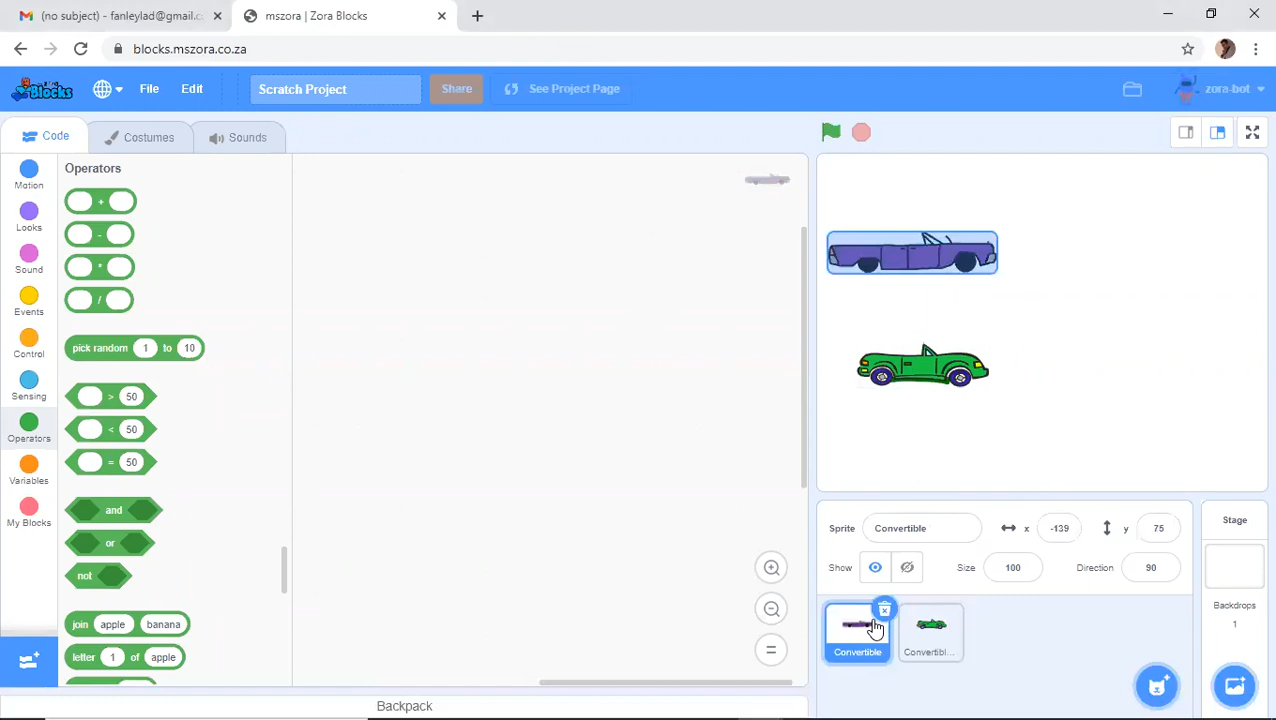 (no subject) - fanleylad@gmail.c
mszora | Zora Blocks
blocks.mszora.co.za
Blocks
File
Edit
Scratch Project
Share
See Project Page
zora-bot
Code
Costumes
Sounds
Motion
Looks
Sound
Events
Control
Sensing
Operators
Variables
My Blocks
Operators
+
-
*
/
pick random 1 to 10
> 50
< 50
= 50
and
or
not
join apple banana
letter 1 of apple
Backpack
Sprite Convertible x -139 y 75
Show Size 100 Direction 90
Convertible
Convertibl...
Stage
Backdrops
1